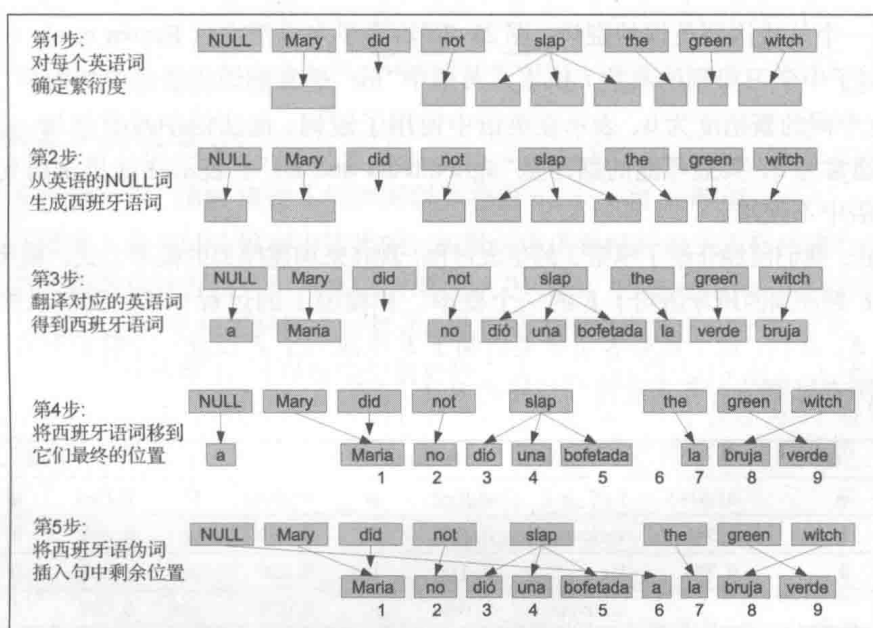 第1步:
对每个英语词
确定繁衍度
NULL Mary did not slap the green witch
第2步:
从英语的NULL词
生成西班牙语词
NULL Mary did not slap the green witch
第3步:
翻译对应的英语词
得到西班牙语词
NULL Mary did not slap the green witch
a Maria no dió una bofetada la verde bruja
第4步:
将西班牙语词移到
它们最终的位置
NULL Mary did not slap the green witch
a Maria no dió una bofetada la bruja verde
1 2 3 4 5 6 7 8 9
第5步:
将西班牙语伪词
插入句中剩余位置
NULL Mary did not slap the green witch
Maria no dió una bofetada a la bruja verde
1 2 3 4 5 6 7 8 9